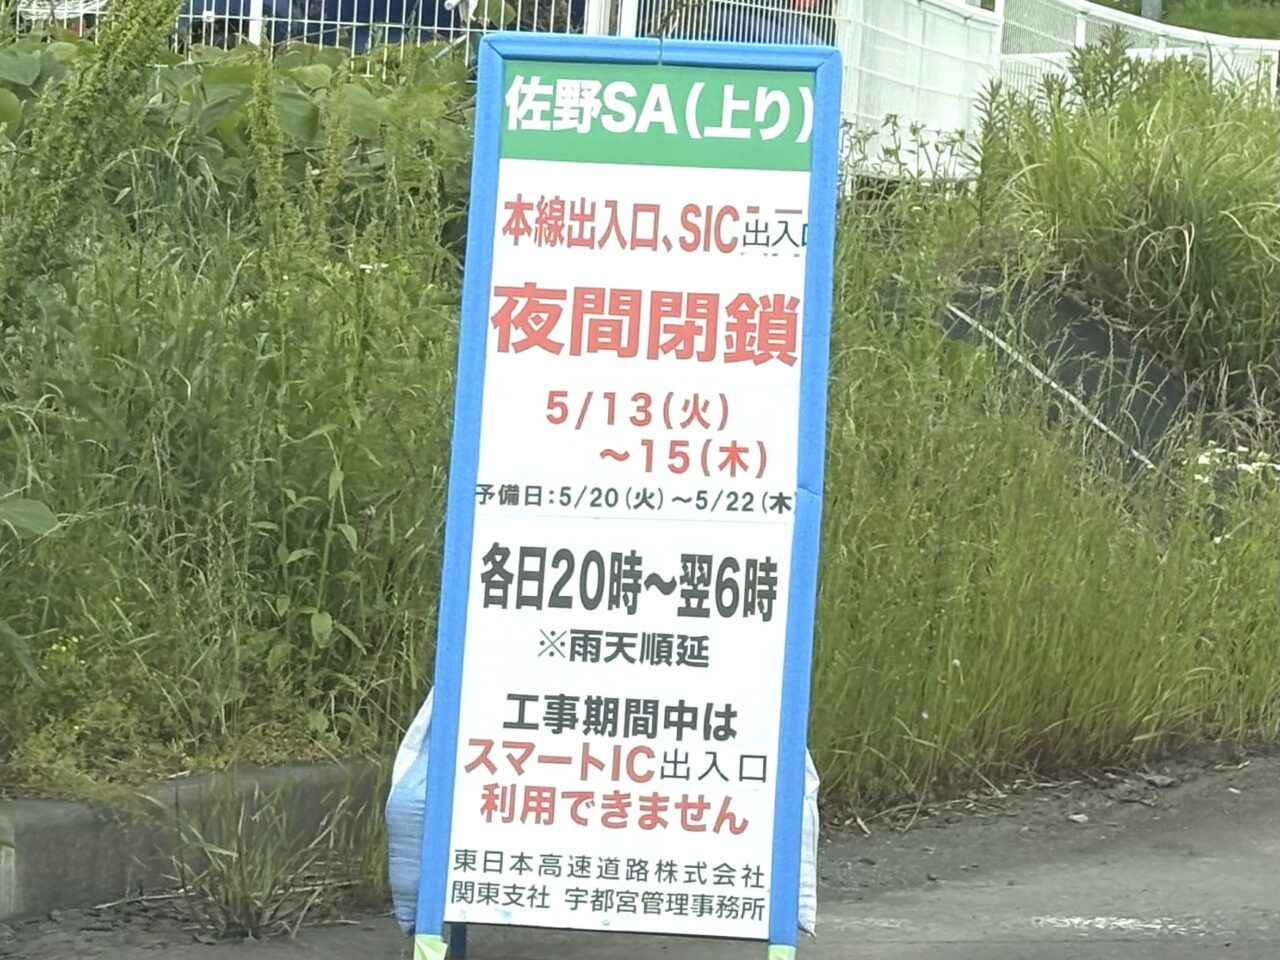 佐野SA(上り)
本線出入口、SIC出入口
夜間閉鎖
5/13(火)
～15(木)
予備日:5/20(火)～5/22(木)
各日20時～翌6時
※雨天順延
工事期間中は
スマートIC出入口
利用できません
東日本高速道路株式会社
関東支社 宇都宮管理事務所